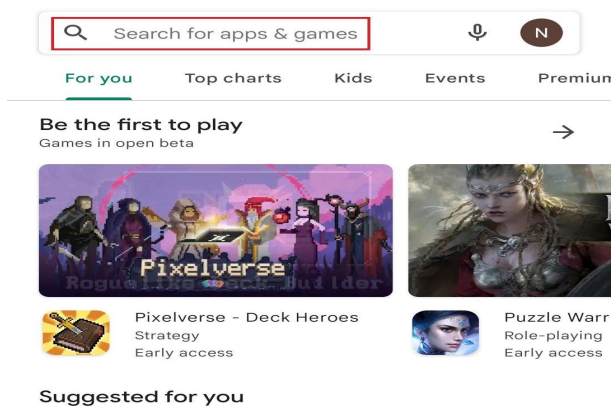 Search for apps & games
N
For you Top charts Kids Events Premium
Be the first to play
Games in open beta
Pixelverse
Roguelike Deck Builder
Pixelverse - Deck Heroes
Strategy
Early access
Puzzle Warr
Role-playing
Early access
Suggested for you